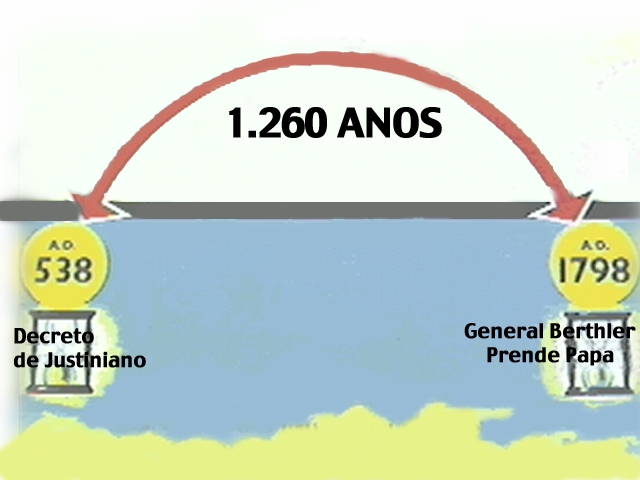 1.260 ANOS
A.D.
538
A.D.
1798
Decreto
de Justiniano
General Berthier
Prende Papa